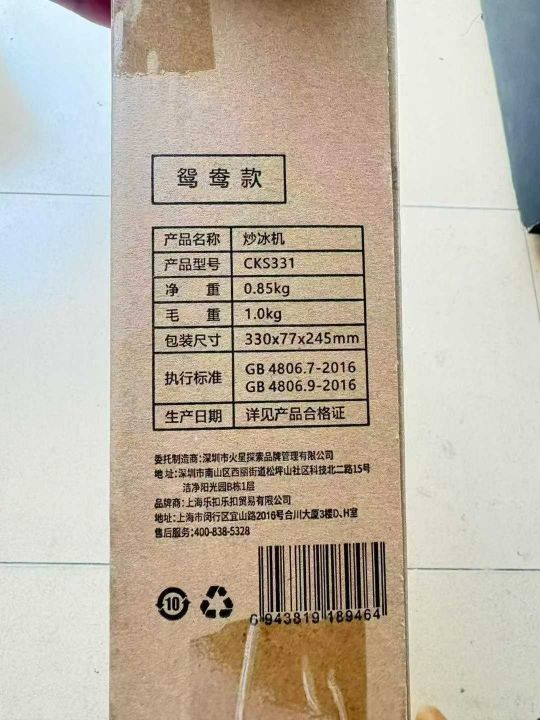 鸳鸯款
产品名称 炒冰机
产品型号 CKS331
净 重 0.85kg
毛 重 1.0kg
包装尺寸 330x77x245mm
执行标准 GB 4806.7-2016
GB 4806.9-2016
生产日期 详见产品合格证
委托制造商:深圳市火星探索品牌管理有限公司
地 址:深圳市南山区西丽街道松坪山社区科技北二路15号
洁净阳光园B栋1层
品牌商:上海乐扣乐扣贸易有限公司
地址:上海市闵行区宜山路2016号合川大厦3楼D、H室
售后服务:400-838-5328
10
6 943819 189464